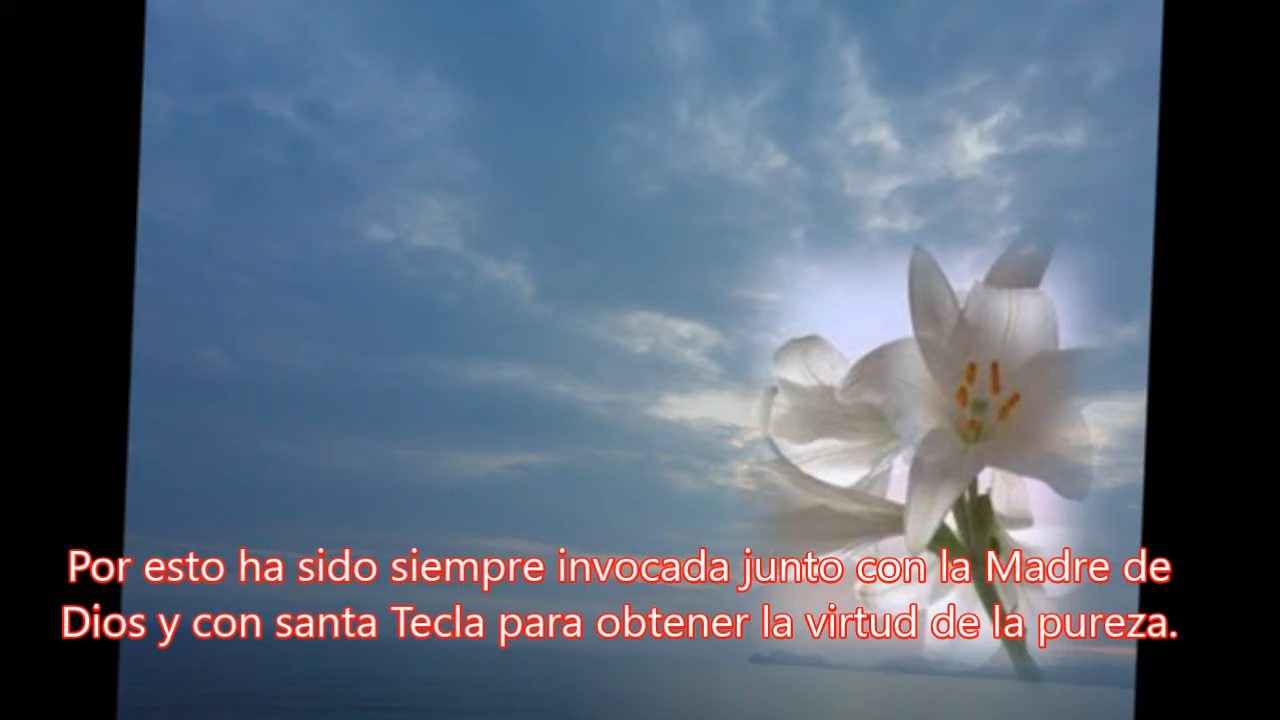 Por esto ha sido siempre invocada junto con la Madre de
Dios y con santa Tecla para obtener la virtud de la pureza.